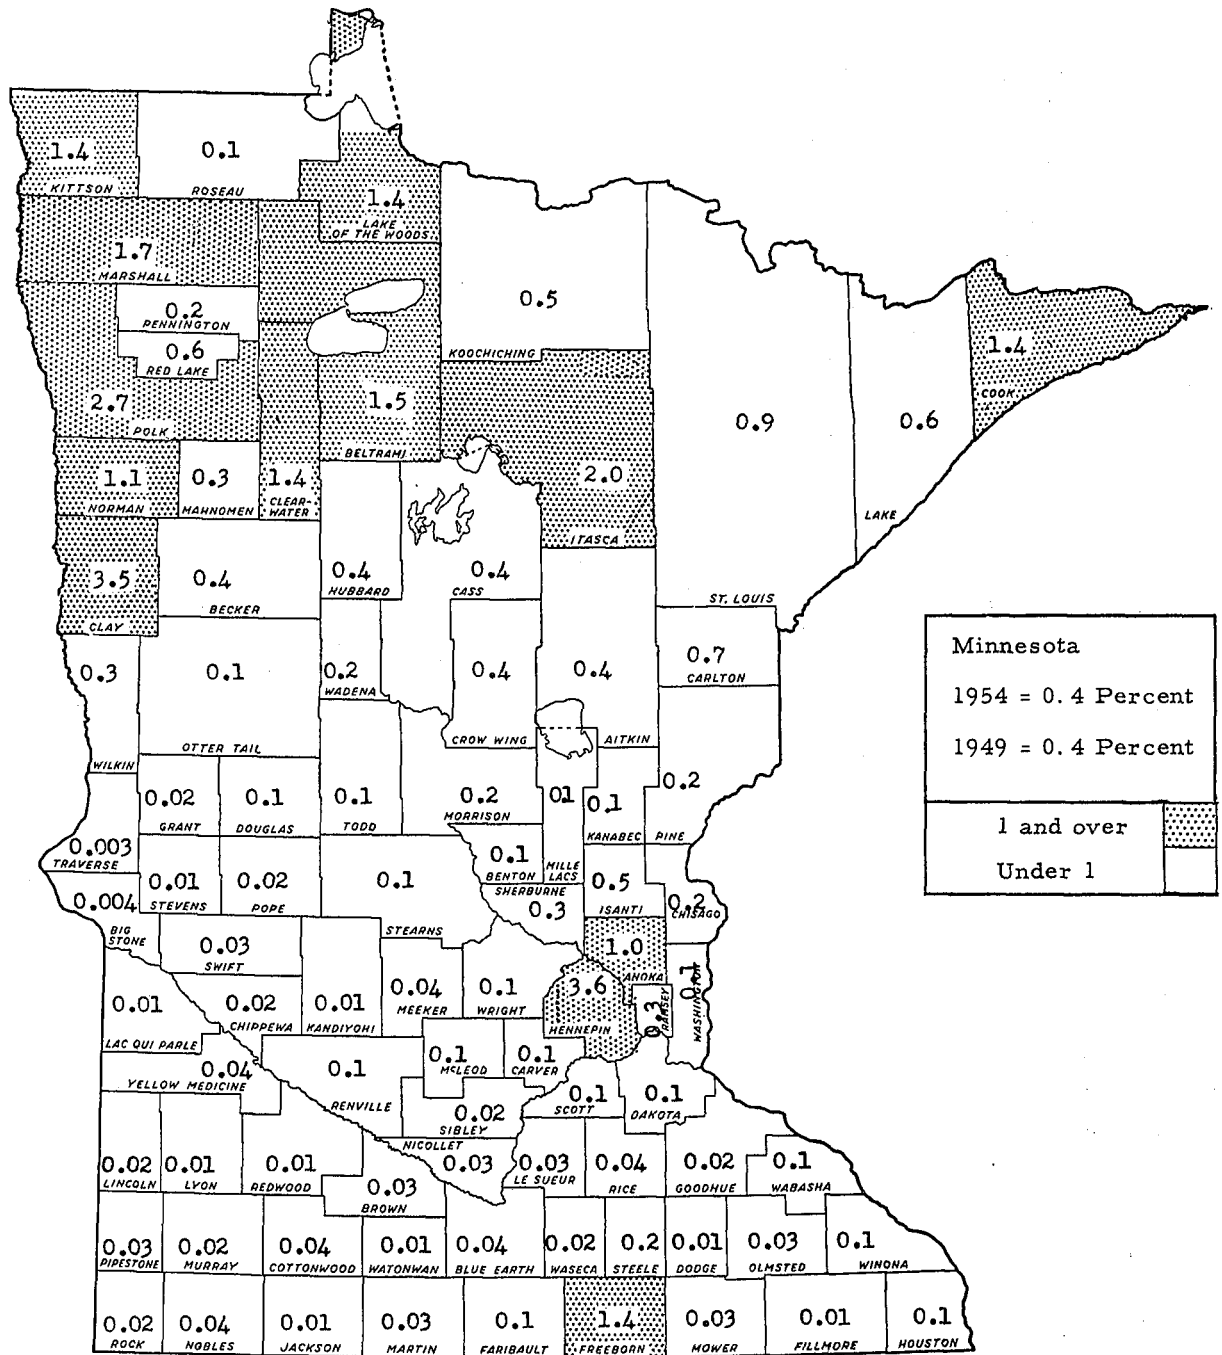 1.4
KITTSON
0.1
ROSEAU
1.4
LAKE
OF THE WOODS
1.7
MARSHALL
0.2
PENNINGTON
0.6
RED LAKE
2.7
POLK
1.5
BELTRAMI
0.5
KOOCHICHING
2.0
ITASCA
0.9
ST. LOUIS
0.6
LAKE
1.4
COOK
1.1
NORMAN
0.3
MAHNOMEN
1.4
CLEAR-
WATER
3.5
CLAY
0.4
BECKER
0.4
HUBBARD
0.4
CASS
0.3
WILKIN
0.1
OTTER TAIL
0.2
WADENA
0.4
CROW WING
0.4
AITKIN
0.7
CARLTON
Minnesota
1954 = 0.4 Percent
1949 = 0.4 Percent
1 and over
Under 1
0.02
GRANT
0.1
DOUGLAS
0.1
TODD
0.2
MORRISON
0.1
MILLE
LACS
0.1
KANABEC
0.2
PINE
0.003
TRAVERSE
0.01
STEVENS
0.02
POPE
0.1
STEARNS
0.1
BENTON
SHERBURNE
0.3
0.5
ISANTI
0.2
CHISAGO
0.004
BIG
STONE
0.03
SWIFT
1.0
ANOKA
0.1
WASHINGTON
0.3
RAMSEY
3.6
HENNEPIN
0.01
LAC QUI PARLE
0.02
CHIPPEWA
0.01
KANDIYOHI
0.04
MEEKER
0.1
WRIGHT
0.04
YELLOW MEDICINE
0.1
RENVILLE
0.1
McLEOD
0.1
CARVER
0.02
SIBLEY
0.1
SCOTT
0.1
DAKOTA
NICOLLET
0.03
0.02
LINCOLN
0.01
LYON
0.01
REDWOOD
0.03
BROWN
0.03
LE SUEUR
0.04
RICE
0.02
GOODHUE
0.1
WABASHA
0.03
PIPESTONE
0.02
MURRAY
0.04
COTTONWOOD
0.01
WATONWAN
0.04
BLUE EARTH
0.02
WASECA
0.2
STEELE
0.01
DODGE
0.03
OLMSTED
0.1
WINONA
0.02
ROCK
0.04
NOBLES
0.01
JACKSON
0.03
MARTIN
0.1
FARIBAULT
1.4
FREEBORN
0.03
MOWER
0.01
FILLMORE
0.1
HOUSTON